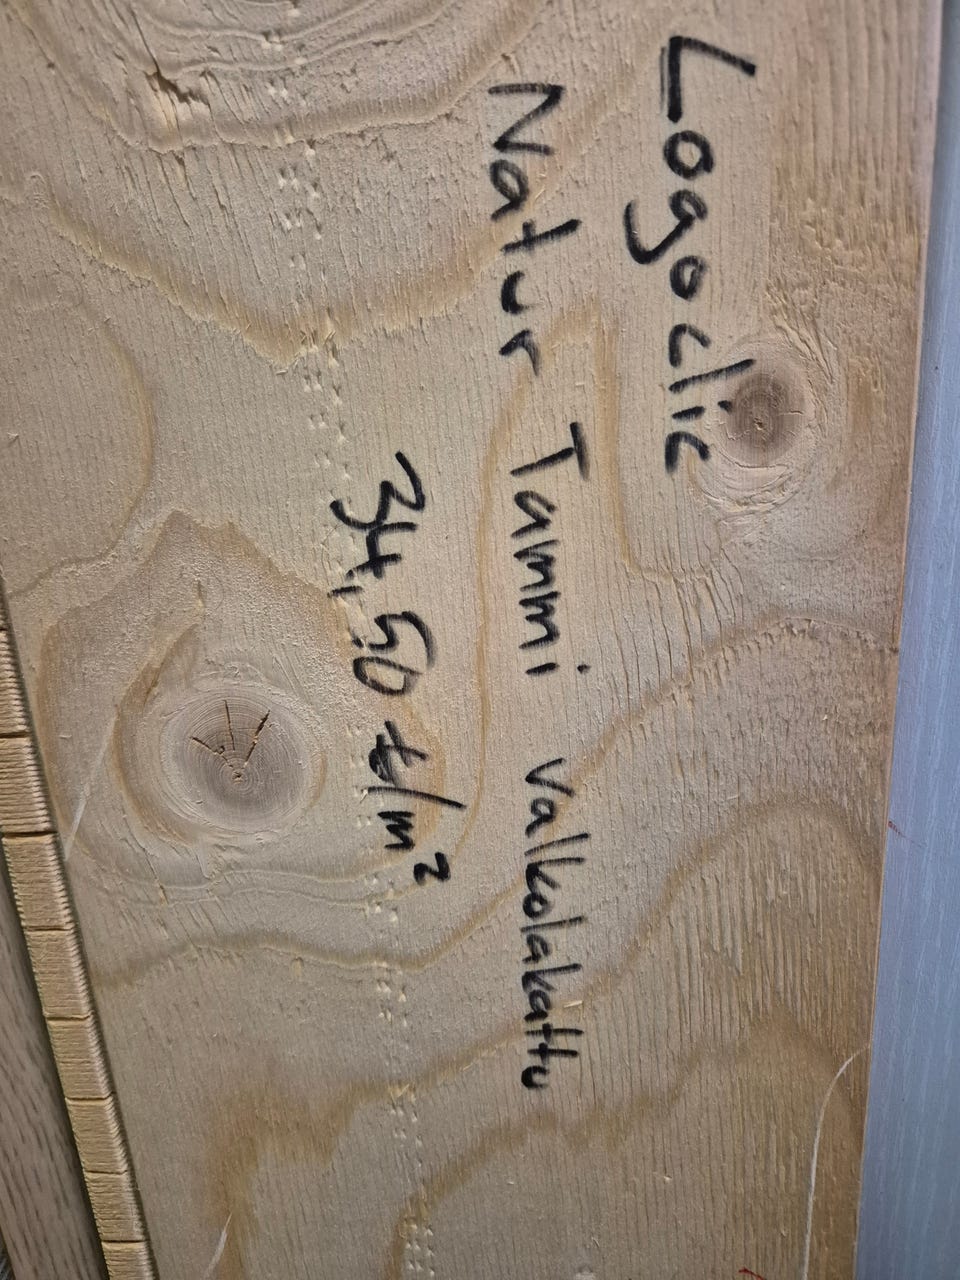 Logoclic
Natur Tammi valkolakattu
34,50 €/m²